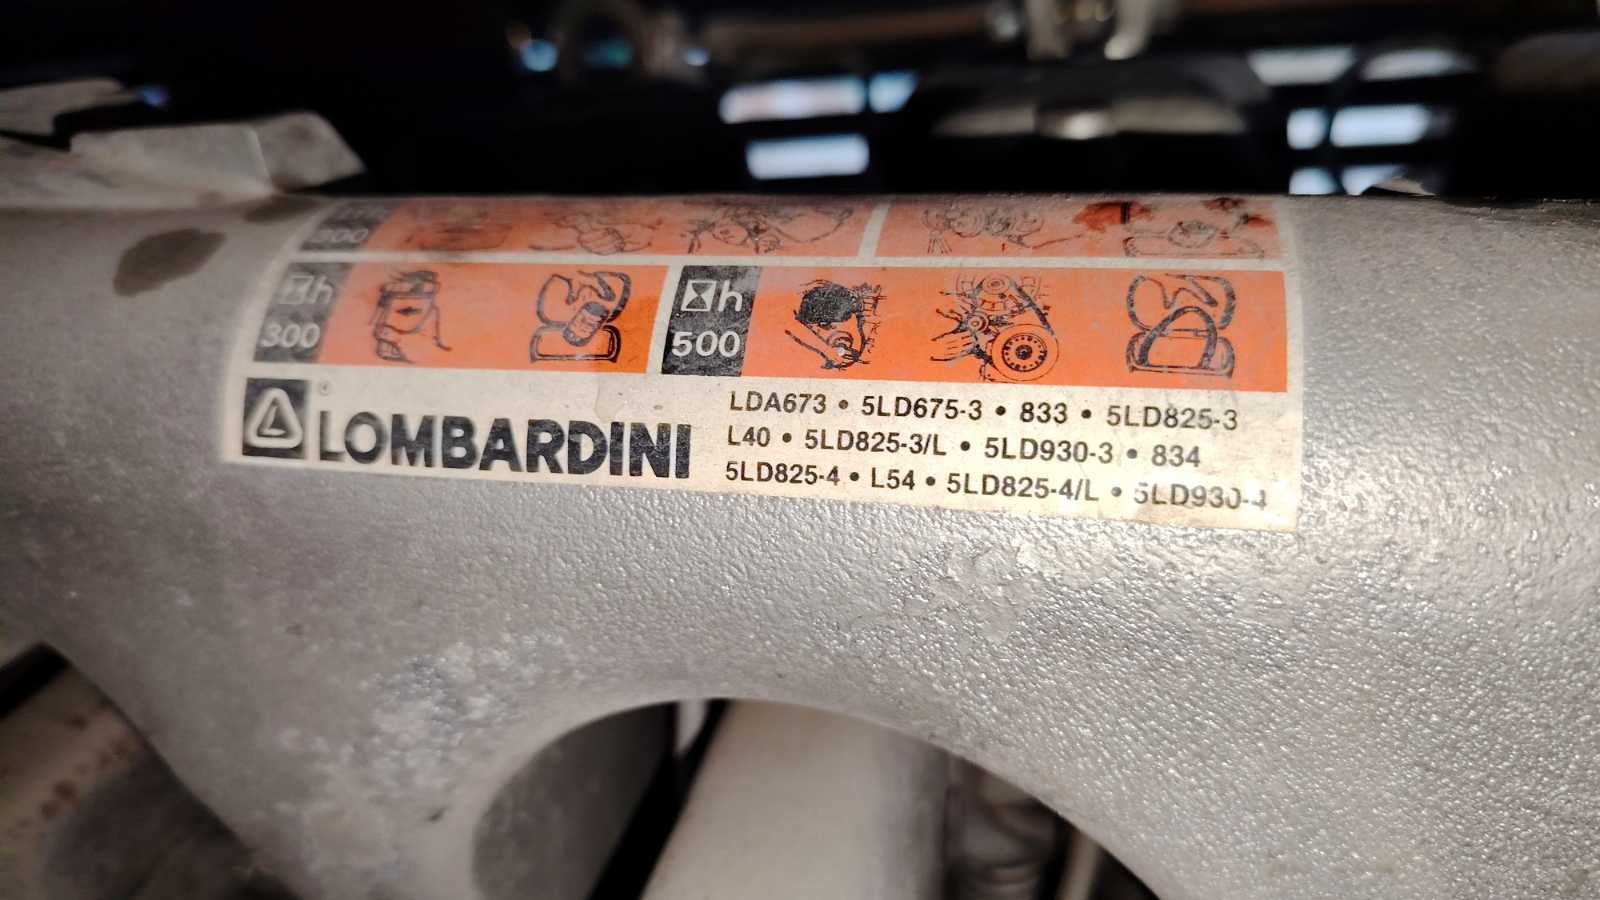 h
300
h
500
LOMBARDINI
LDA673 • 5LD675-3 • 833 • 5LD825-3
L40 • 5LD825-3/L • 5LD930-3 • 834
5LD825-4 • L54 • 5LD825-4/L • 5LD930-4